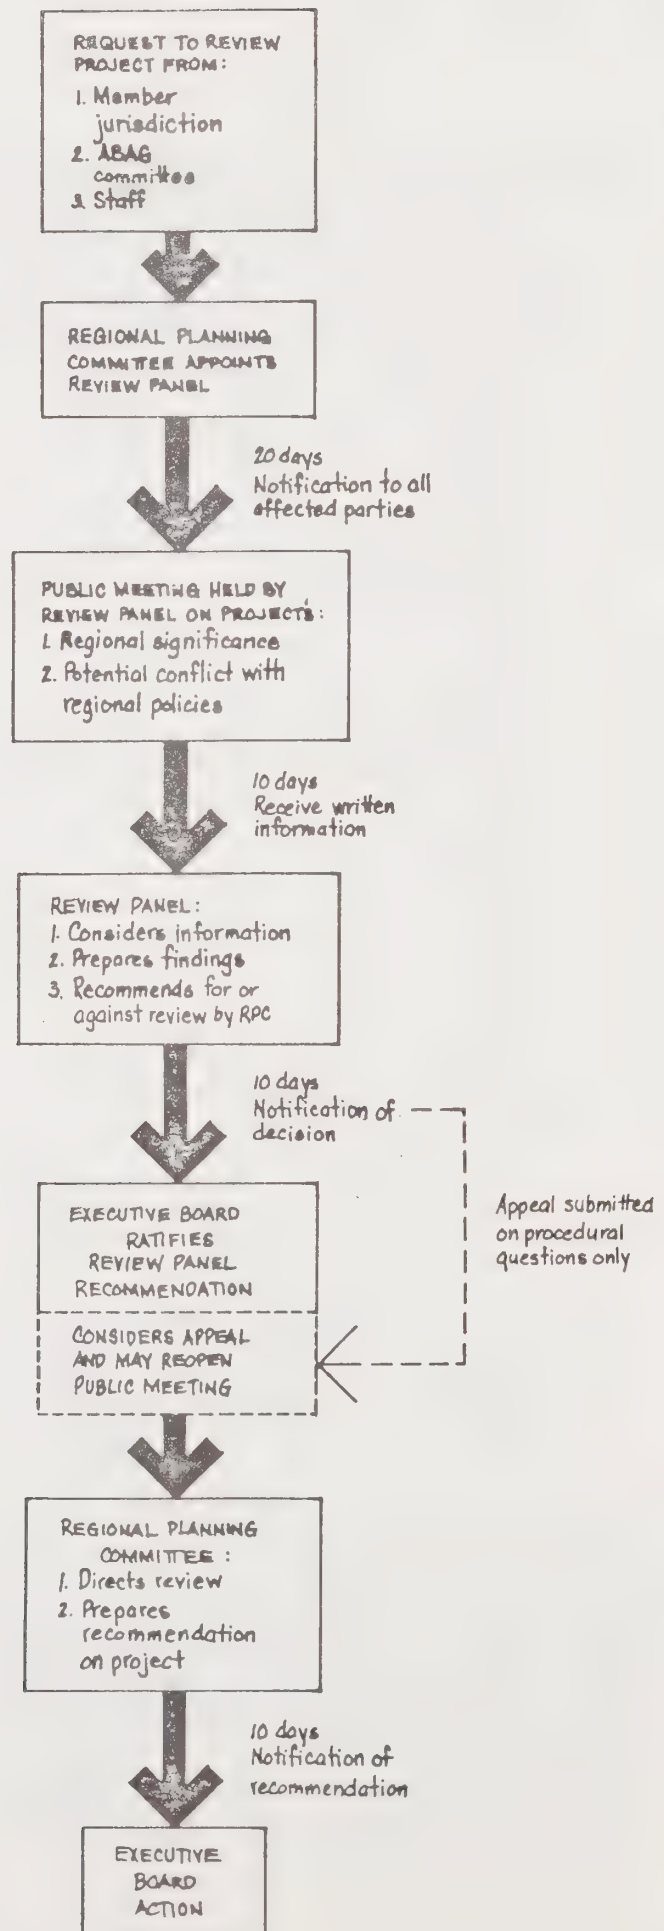 REQUEST TO REVIEW
PROJECT FROM:
1. Member
jurisdiction
2. ABAG
committee
3. Staff
REGIONAL PLANNING
COMMITTEE APPOINTS
REVIEW PANEL
20 days
Notification to all
affected parties
PUBLIC MEETING HELD BY
REVIEW PANEL ON PROJECTS:
1. Regional significance
2. Potential conflict with
regional policies
10 days
Receive written
information
REVIEW PANEL:
1. Considers information
2. Prepares findings
3. Recommends for or
against review by RPC
10 days
Notification of
decision
Appeal submitted
on procedural
questions only
EXECUTIVE BOARD
RATIFIES
REVIEW PANEL
RECOMMENDATION
CONSIDERS APPEAL
AND MAY REOPEN
PUBLIC MEETING
REGIONAL PLANNING
COMMITTEE:
1. Directs review
2. Prepares
recommendation
on project
10 days
Notification of
recommendation
EXECUTIVE
BOARD
ACTION